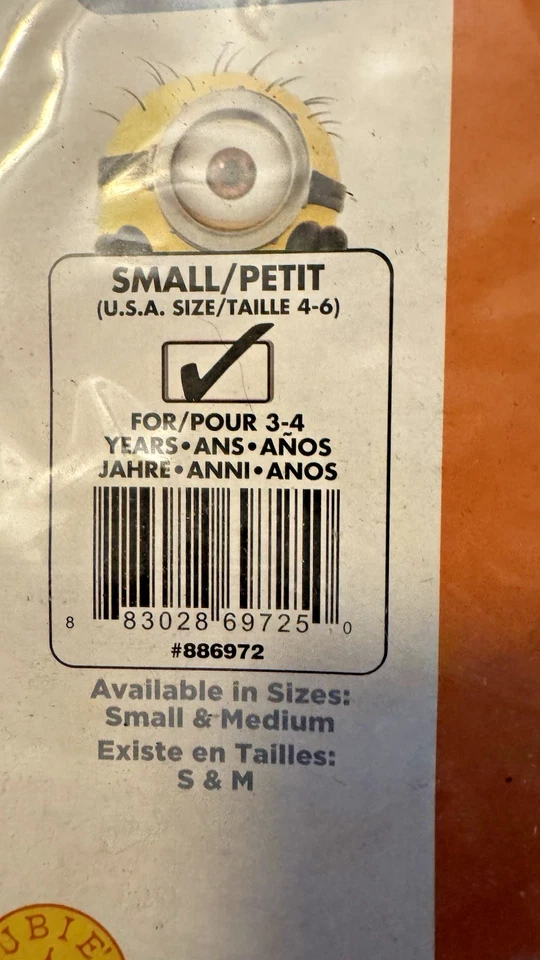 SMALL/PETIT
(U.S.A. SIZE/TAILLE 4-6)
FOR/POUR 3-4
YEARS•ANS•AÑOS
JAHRE•ANNI•ANOS
8 83028 69725 0
#886972
Available in Sizes:
Small & Medium
Existe en Tailles:
S & M
UBIE'